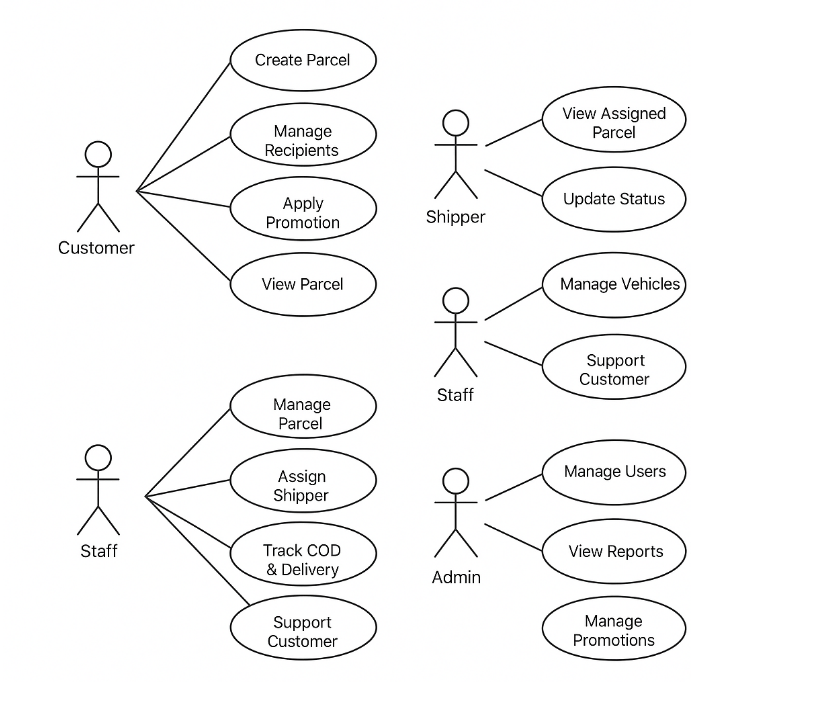 Create Parcel
Manage
Recipients
Apply
Promotion
View Parcel
Customer
View Assigned
Parcel
Update Status
Shipper
Manage Vehicles
Support
Customer
Staff
Manage
Parcel
Assign
Shipper
Track COD
& Delivery
Support
Customer
Staff
Manage Users
View Reports
Manage
Promotions
Admin